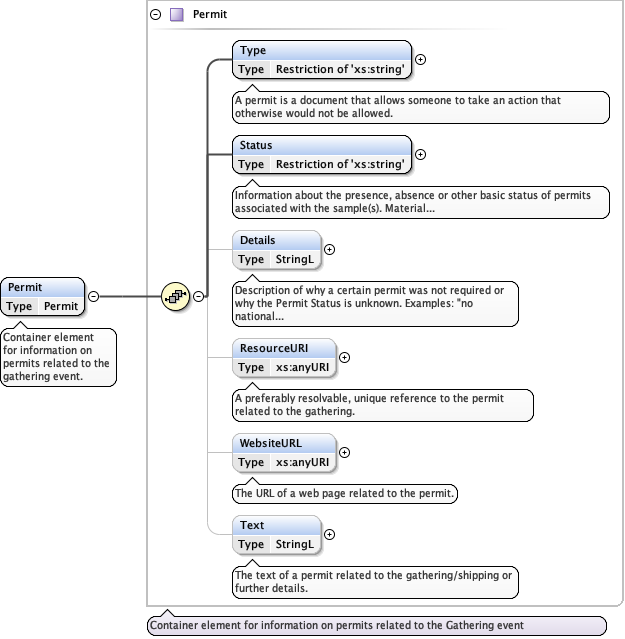 Permit
Type
Type Restriction of 'xs:string'
A permit is a document that allows someone to take an action that
otherwise would not be allowed.
Status
Type Restriction of 'xs:string'
Information about the presence, absence or other basic status of permits
associated with the sample(s). Material...
Details
Type StringL
Description of why a certain permit was not required or
why the Permit Status is unknown. Examples: "no
national...
Permit
Type Permit
Container element
for information on
permits related to the
gathering event.
ResourceURI
Type xs:anyURI
A preferably resolvable, unique reference to the permit
related to the gathering.
WebsiteURL
Type xs:anyURI
The URL of a web page related to the permit.
Text
Type StringL
The text of a permit related to the gathering/shipping or
further details.
Container element for information on permits related to the Gathering event